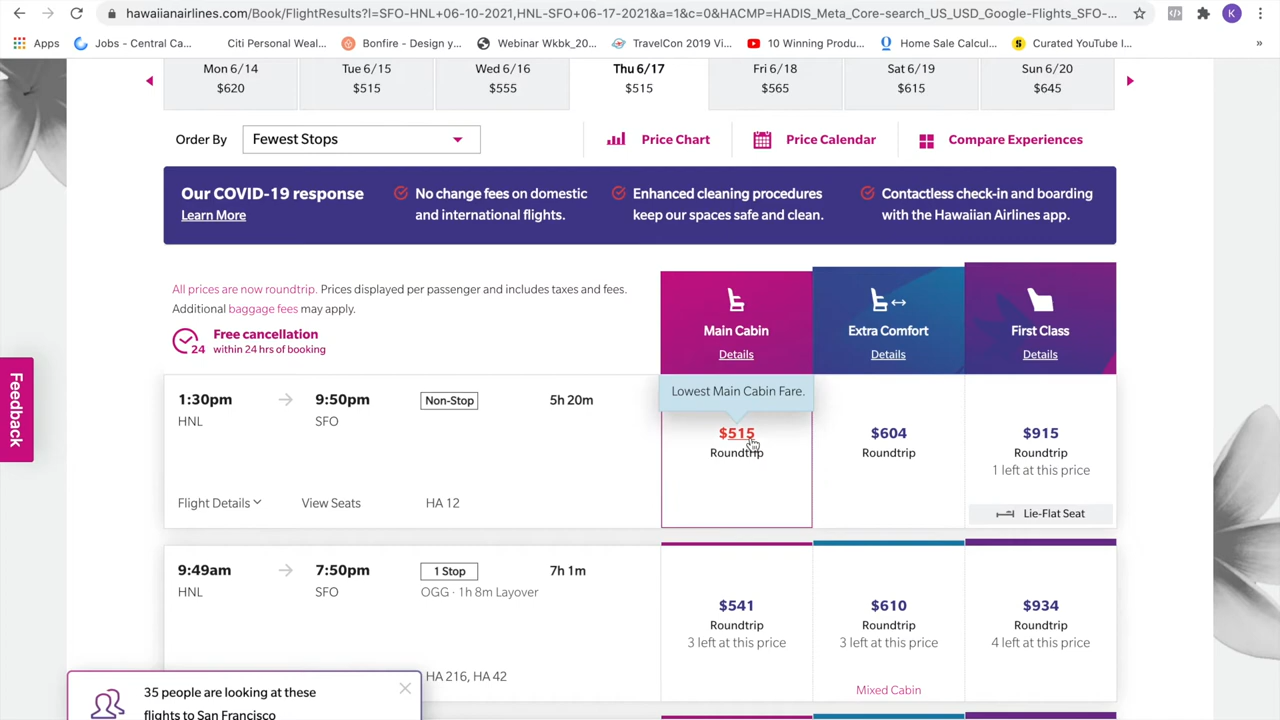 hawaiianairlines.com/Book/FlightResults?l=SFO-HNL+06-10-2021,HNL-SFO+06-17-2021&a=1&c=0&HACMP=HADIS_Meta_Core-search_US_USD_Google-Flights_SFO-...
K
Apps
Jobs - Central Ca...
Citi Personal Weal...
Bonfire - Design y...
Webinar Wkbk_20...
TravelCon 2019 Vi...
10 Winning Produ...
Home Sale Calcul...
Curated YouTube I...
»
Mon 6/14
$620
Tue 6/15
$515
Wed 6/16
$555
Thu 6/17
$515
Fri 6/18
$565
Sat 6/19
$615
Sun 6/20
$645
Order By
Fewest Stops
Price Chart
Price Calendar
Compare Experiences
Our COVID-19 response
Learn More
No change fees on domestic
and international flights.
Enhanced cleaning procedures
keep our spaces safe and clean.
Contactless check-in and boarding
with the Hawaiian Airlines app.
All prices are now roundtrip. Prices displayed per passenger and includes taxes and fees.
Additional baggage fees may apply.
24
Free cancellation
within 24 hrs of booking
Main Cabin
Details
Extra Comfort
Details
First Class
Details
Feedback
1:30pm
HNL
9:50pm
SFO
Non-Stop
5h 20m
Flight Details
View Seats
HA 12
Lowest Main Cabin Fare.
$515
Roundtrip
$604
Roundtrip
$915
Roundtrip
1 left at this price
Lie-Flat Seat
9:49am
HNL
7:50pm
SFO
1 Stop
OGG · 1h 8m Layover
7h 1m
HA 216, HA 42
$541
Roundtrip
3 left at this price
$610
Roundtrip
3 left at this price
Mixed Cabin
$934
Roundtrip
4 left at this price
35 people are looking at these
flights to San Francisco